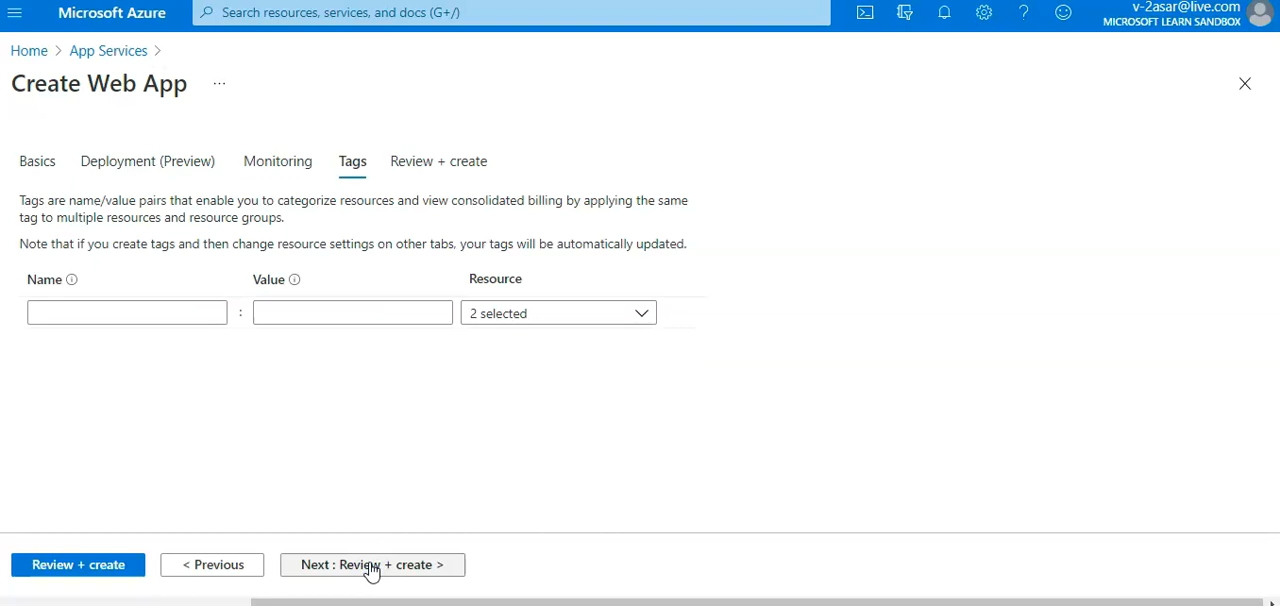 Microsoft Azure
Search resources, services, and docs (G+/)
v-2asar@live.com
MICROSOFT LEARN SANDBOX
Home > App Services >
Create Web App ...
Basics Deployment (Preview) Monitoring Tags Review + create
Tags are name/value pairs that enable you to categorize resources and view consolidated billing by applying the same
tag to multiple resources and resource groups.
Note that if you create tags and then change resource settings on other tabs, your tags will be automatically updated.
Name Value Resource
: 2 selected
Review + create < Previous Next : Review + create >